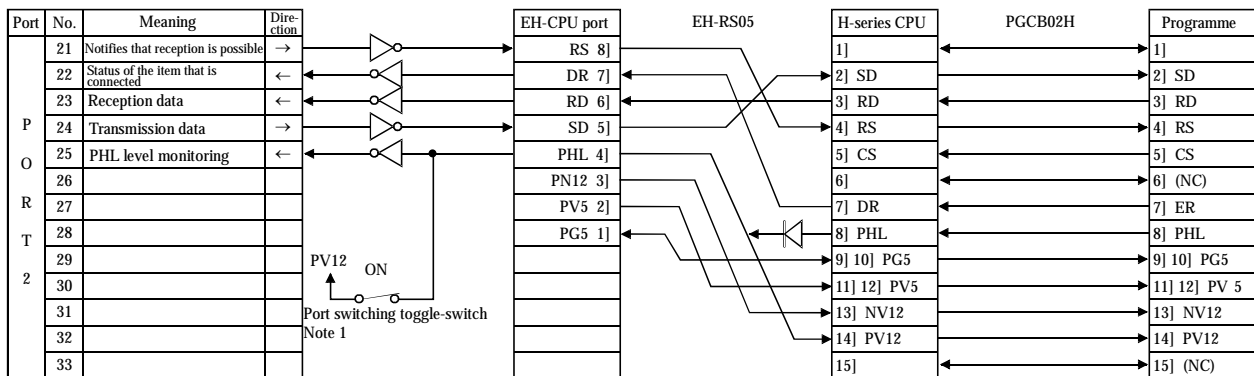 Port No. Meaning Dire-ction EH-CPU port EH-RS05 H-series CPU PGCB02H Programme
21 Notifies that reception is possible → RS 8] 1] 1]
22 Status of the item that is connected ← DR 7] 2] SD 2] SD
23 Reception data ← RD 6] 3] RD 3] RD
P 24 Transmission data → SD 5] 4] RS 4] RS
O 25 PHL level monitoring ← PHL 4] 5] CS 5] CS
26 PN12 3] 6] 6] (NC)
R 27 PV5 2] 7] DR 7] ER
T 28 PG5 1] 8] PHL 8] PHL
29 PV12 ON 9] 10] PG5 9] 10] PG5
2 30 11] 12] PV5 11] 12] PV 5
31 Port switching toggle-switch 13] NV12 13] NV12
32 Note 1 14] PV12 14] PV12
33 15] 15] (NC)